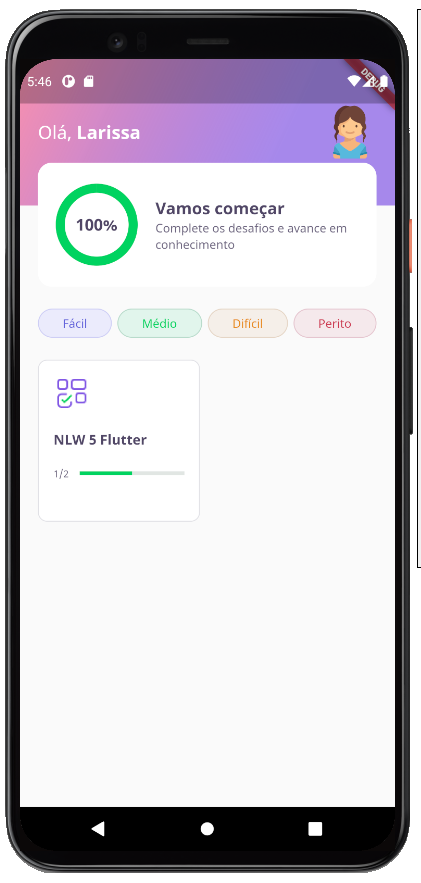 5:46
DEBUG
Olá, Larissa
100%
Vamos começar
Complete os desafios e avance em
conhecimento
Fácil
Médio
Difícil
Perito
NLW 5 Flutter
1/2